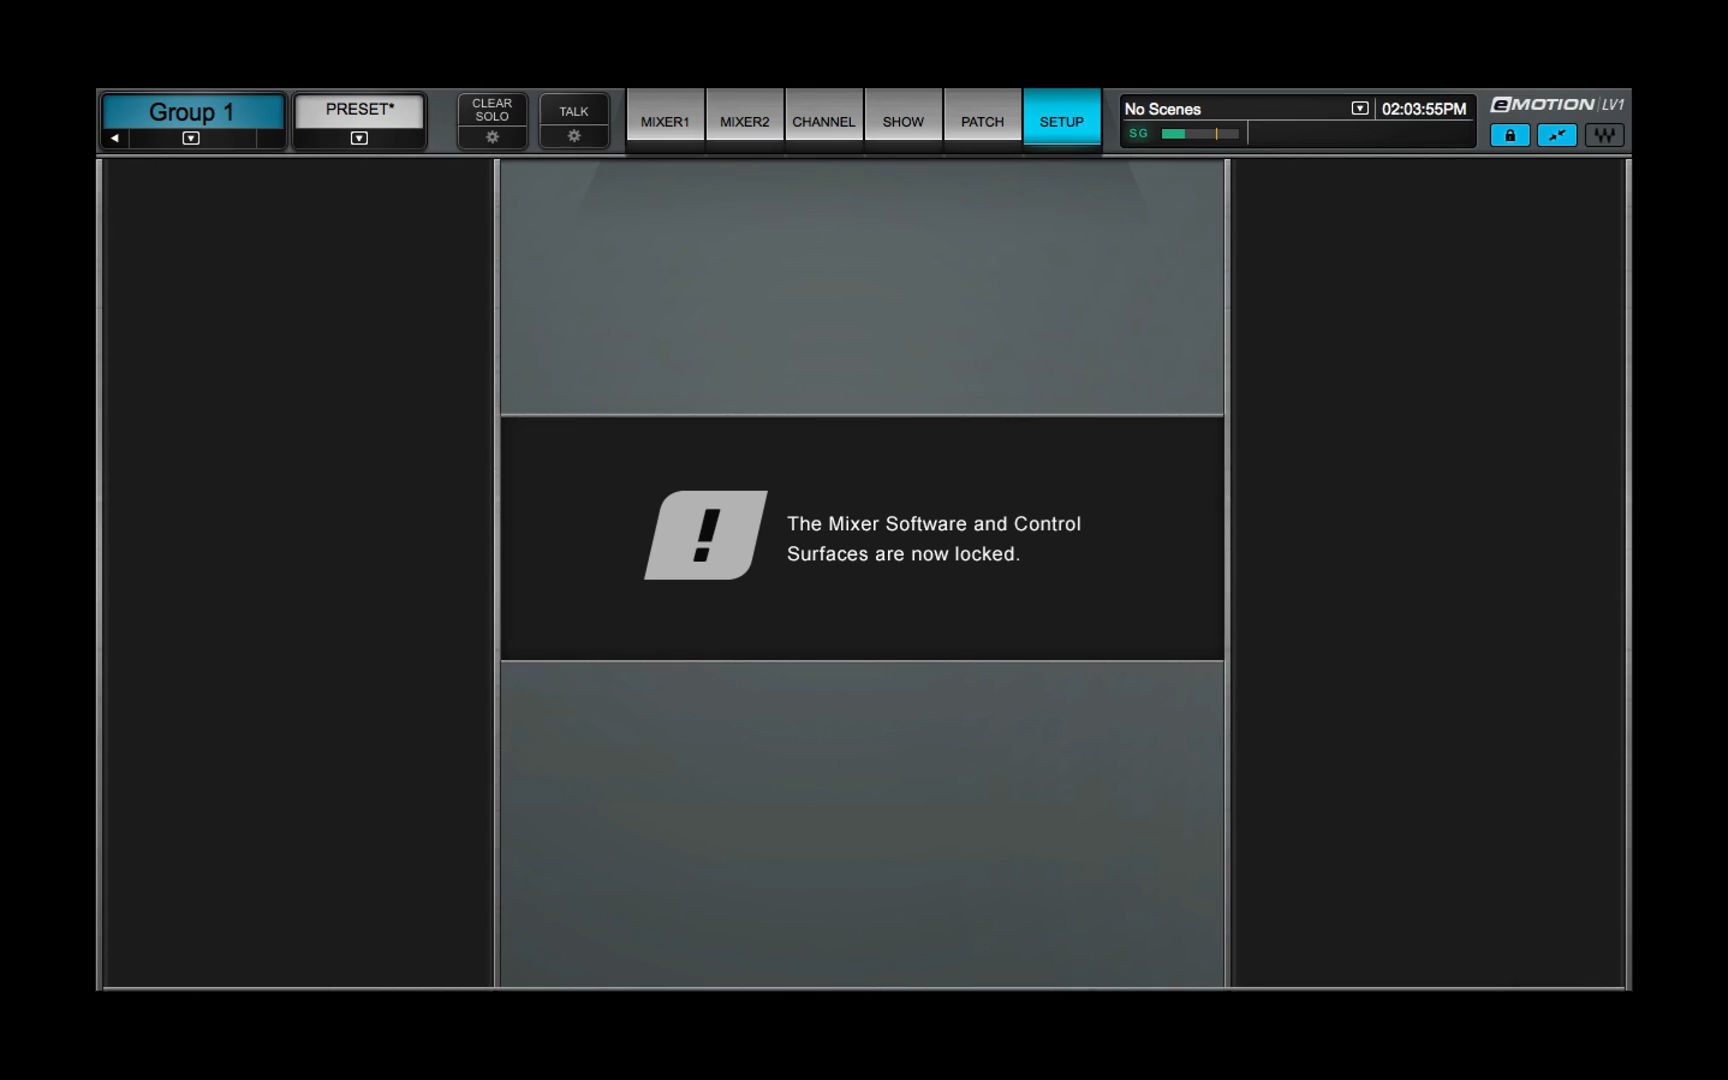 Group 1
PRESET*
CLEAR
SOLO
TALK
MIXER1
MIXER2
CHANNEL
SHOW
PATCH
SETUP
No Scenes
02:03:55PM
SG
eMOTION LV1
The Mixer Software and Control
Surfaces are now locked.